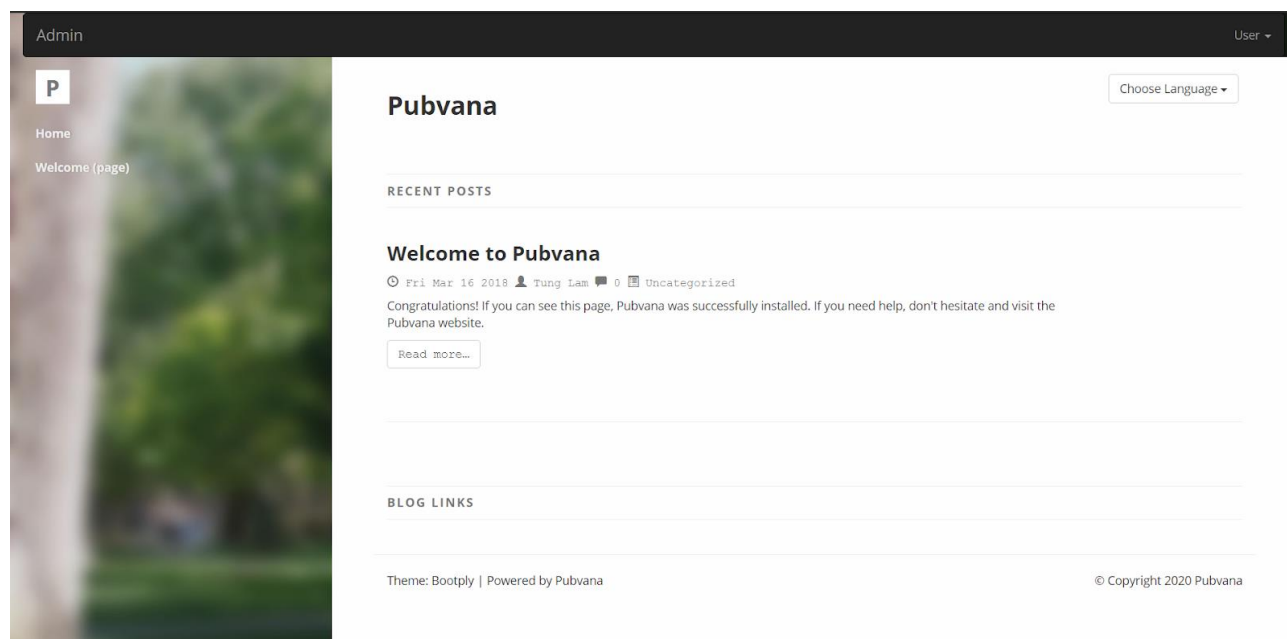 Admin
User
P
Home
Welcome (page)
Choose Language
Pubvana
RECENT POSTS
Welcome to Pubvana
Fri Mar 16 2018 Tung Lam 0 Uncategorized
Congratulations! If you can see this page, Pubvana was successfully installed. If you need help, don't hesitate and visit the
Pubvana website.
Read more…
BLOG LINKS
Theme: Bootply | Powered by Pubvana
© Copyright 2020 Pubvana